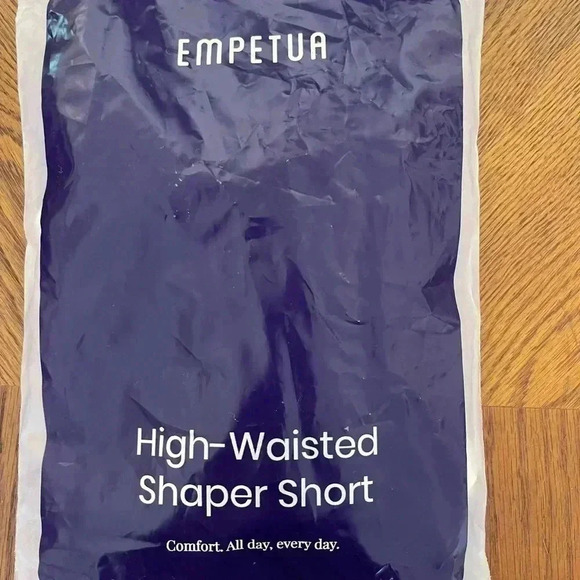 EMPETUA
High-Waisted
Shaper Short
Comfort. All day, every day.